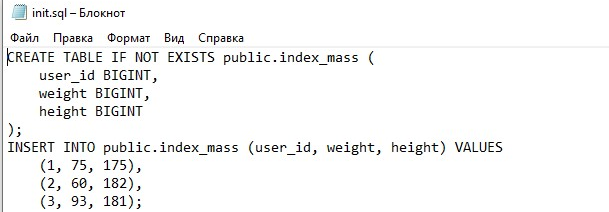 init.sql – Блокнот
Файл Правка Формат Вид Справка
CREATE TABLE IF NOT EXISTS public.index_mass (
    user_id BIGINT,
    weight BIGINT,
    height BIGINT
);
INSERT INTO public.index_mass (user_id, weight, height) VALUES
    (1, 75, 175),
    (2, 60, 182),
    (3, 93, 181);